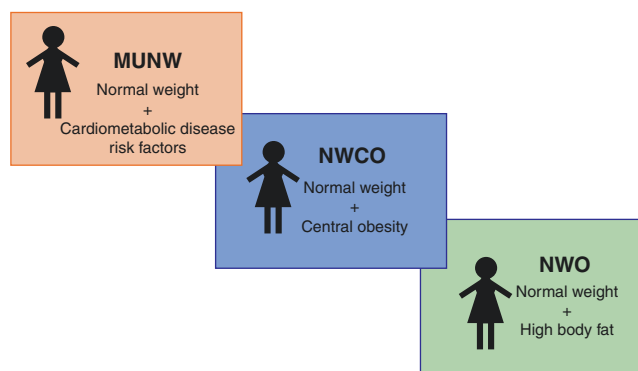 MUNW
Normal weight
+
Cardiometabolic disease
risk factors
NWCO
Normal weight
+
Central obesity
NWO
Normal weight
+
High body fat